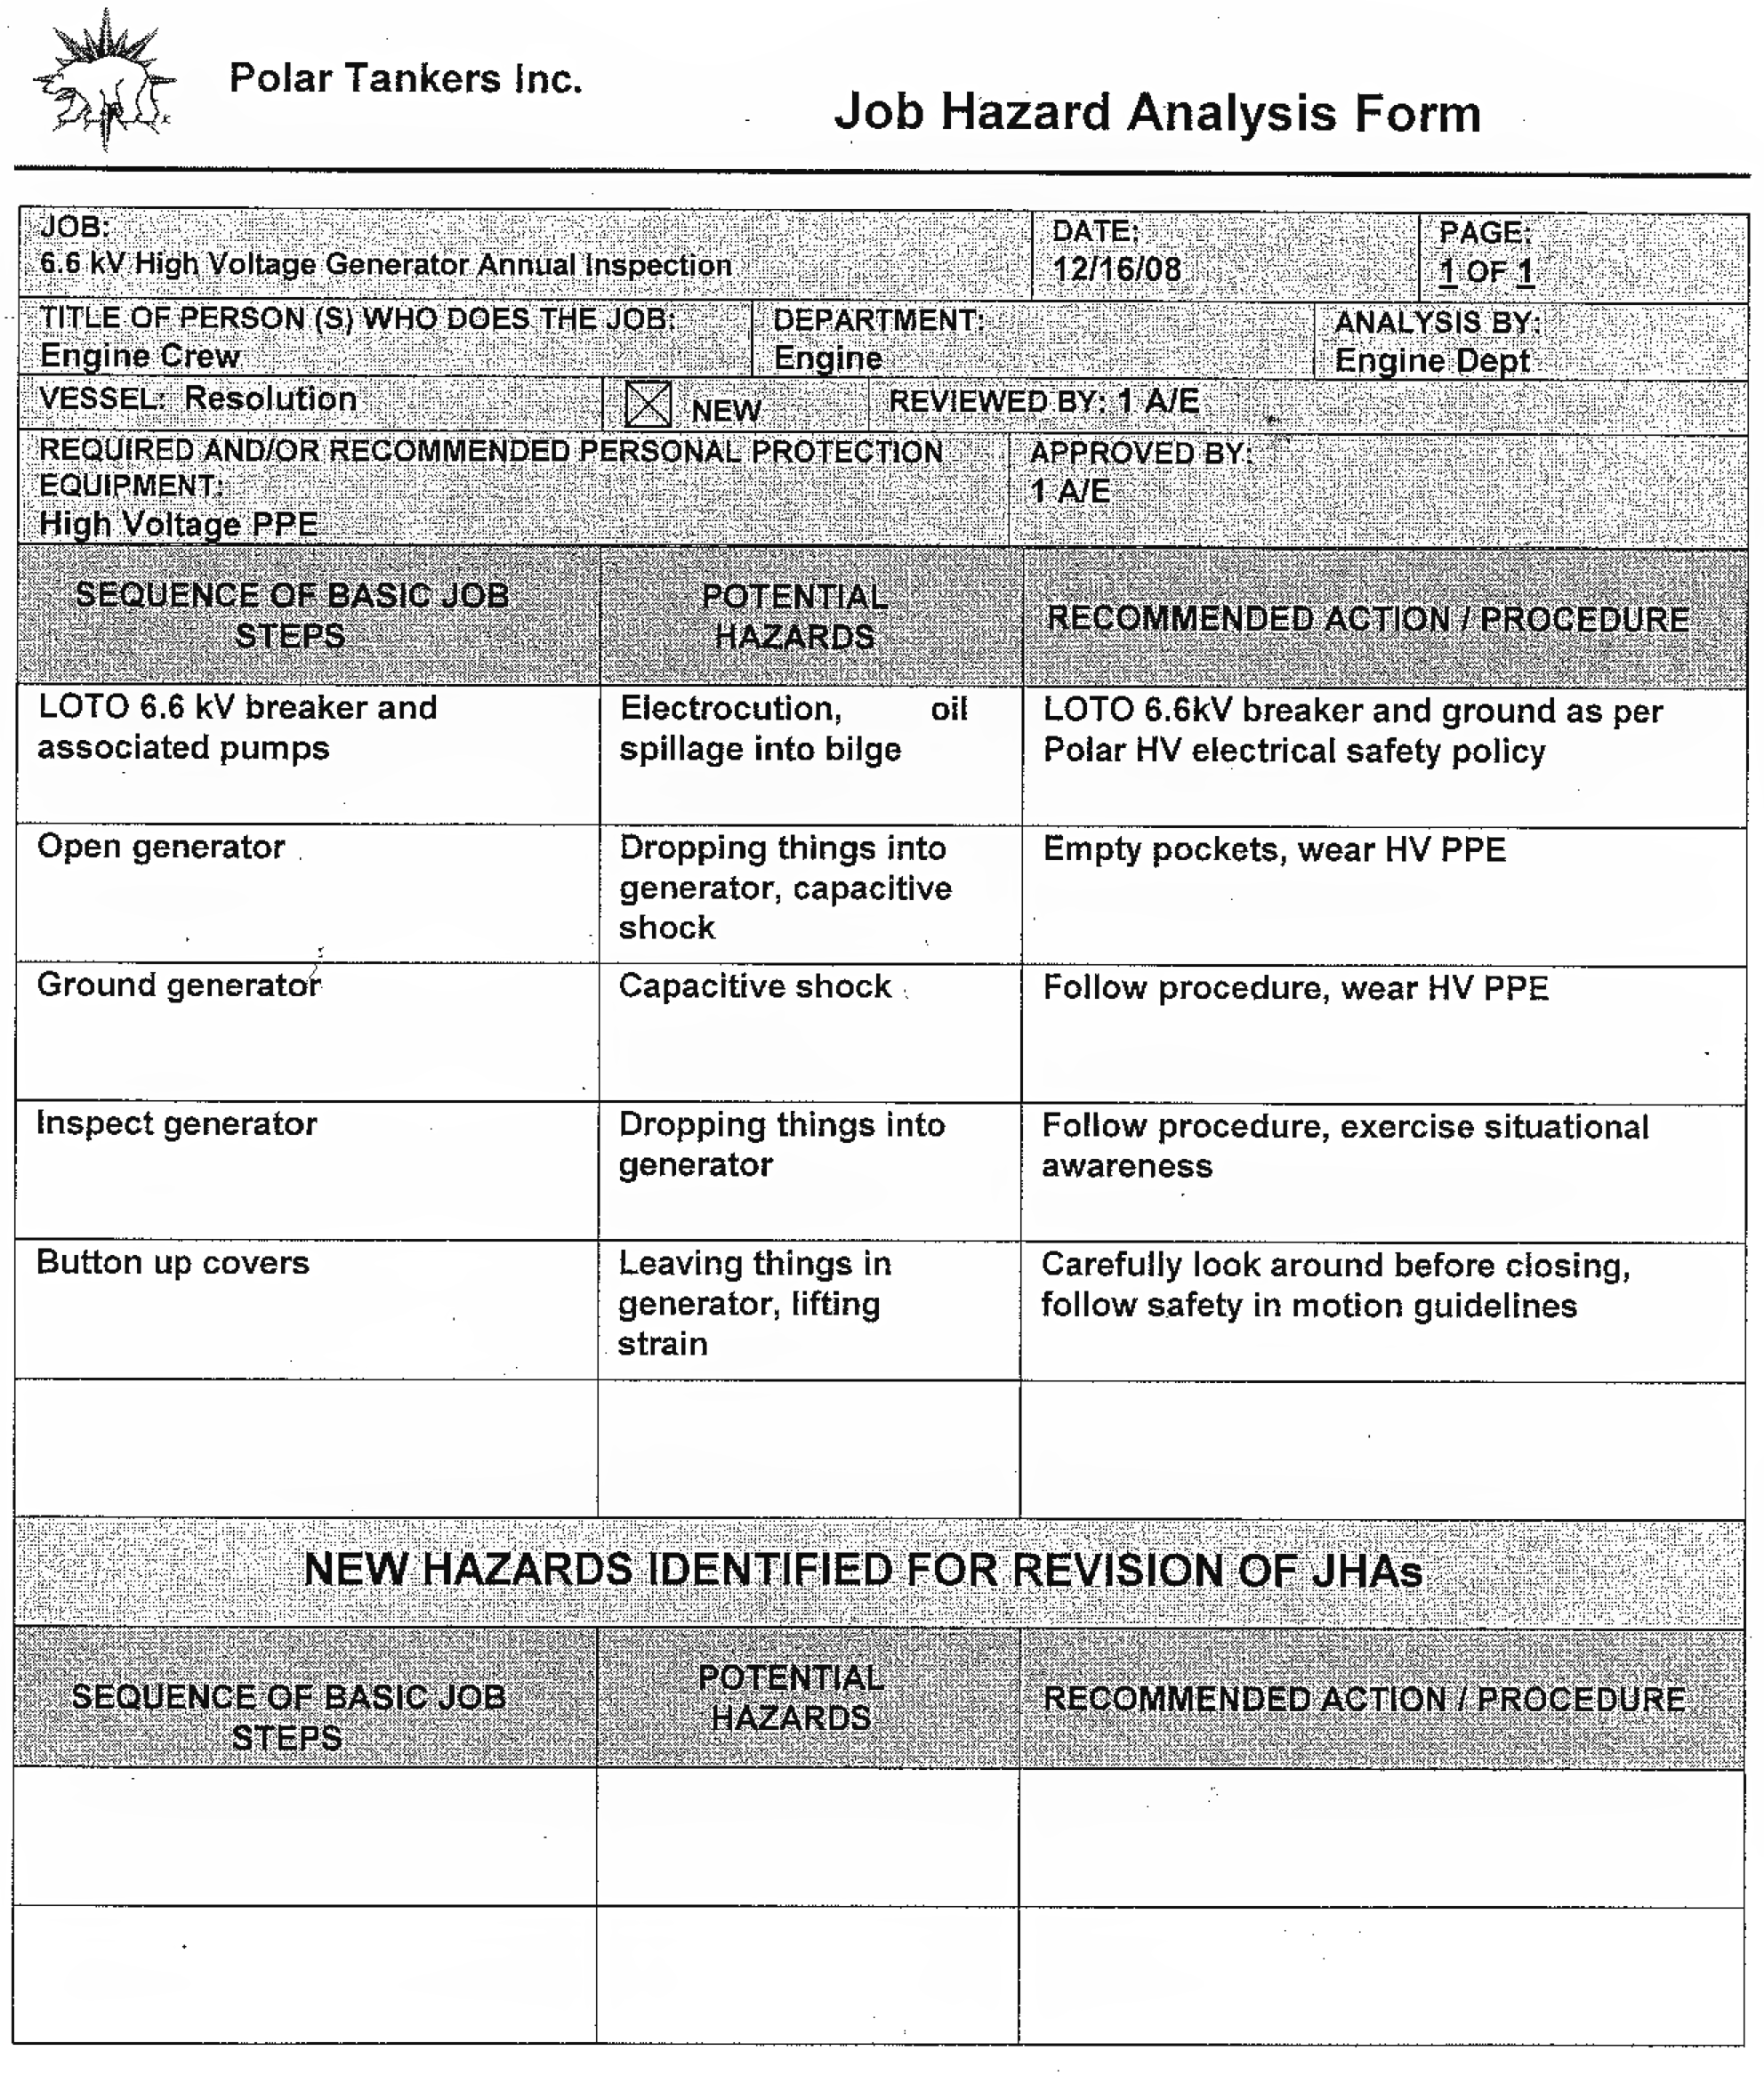 Polar Tankers Inc.
Job Hazard Analysis Form
JOB:
6.6 kV High Voltage Generator Annual Inspection
DATE:
12/16/08
PAGE:
1 OF 1
TITLE OF PERSON (S) WHO DOES THE JOB:
Engine Crew
DEPARTMENT:
Engine
ANALYSIS BY:
Engine Dept
VESSEL: Resolution
NEW
REVIEWED BY: 1 A/E
REQUIRED AND/OR RECOMMENDED PERSONAL PROTECTION
EQUIPMENT:
High Voltage PPE
APPROVED BY:
1 A/E
SEQUENCE OF BASIC JOB
STEPS
POTENTIAL
HAZARDS
RECOMMENDED ACTION / PROCEDURE
LOTO 6.6 kV breaker and
associated pumps
Electrocution, oil
spillage into bilge
LOTO 6.6kV breaker and ground as per
Polar HV electrical safety policy
Open generator
Dropping things into
generator, capacitive
shock
Empty pockets, wear HV PPE
Ground generator
Capacitive shock
Follow procedure, wear HV PPE
Inspect generator
Dropping things into
generator
Follow procedure, exercise situational
awareness
Button up covers
Leaving things in
generator, lifting
strain
Carefully look around before closing,
follow safety in motion guidelines
NEW HAZARDS IDENTIFIED FOR REVISION OF JHAs
SEQUENCE OF BASIC JOB
STEPS
POTENTIAL
HAZARDS
RECOMMENDED ACTION / PROCEDURE